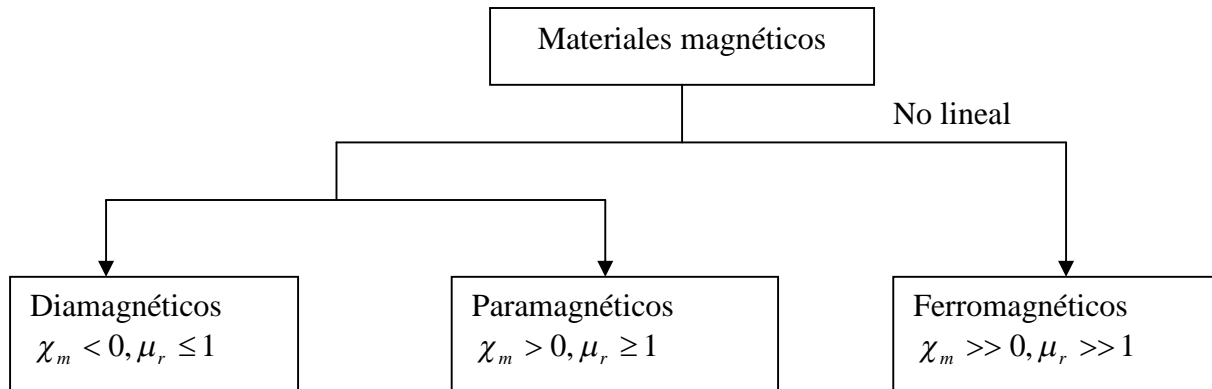 Materiales magnéticos
No lineal
Diamagnéticos
χ_m < 0, μ_r ≤ 1
Paramagnéticos
χ_m > 0, μ_r ≥ 1
Ferromagnéticos
χ_m >> 0, μ_r >> 1